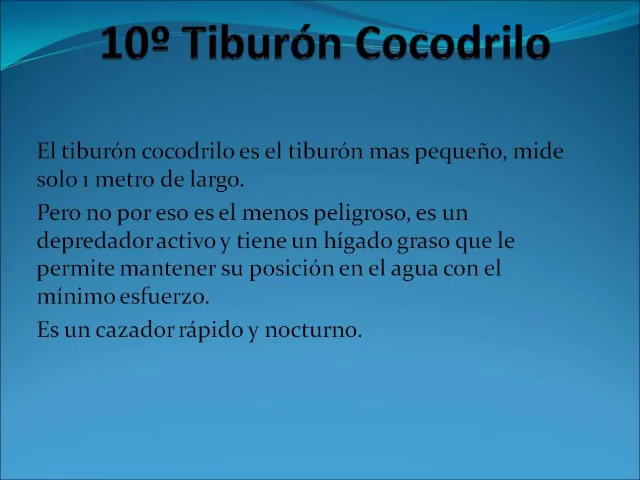 10º Tiburón Cocodrilo
El tiburón cocodrilo es el tiburón mas pequeño, mide
solo 1 metro de largo.
Pero no por eso es el menos peligroso, es un
depredador activo y tiene un hígado graso que le
permite mantener su posición en el agua con el
mínimo esfuerzo.
Es un cazador rápido y nocturno.